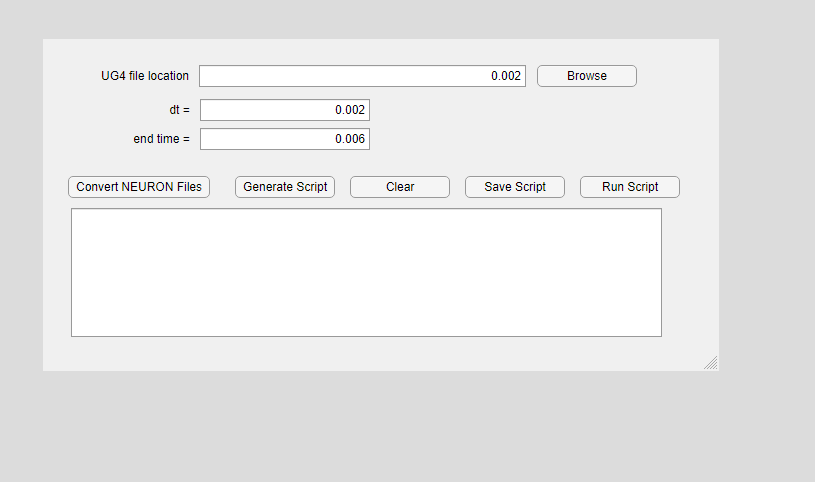 UG4 file location 0.002 Browse
dt = 0.002
end time = 0.006
Convert NEURON Files Generate Script Clear Save Script Run Script